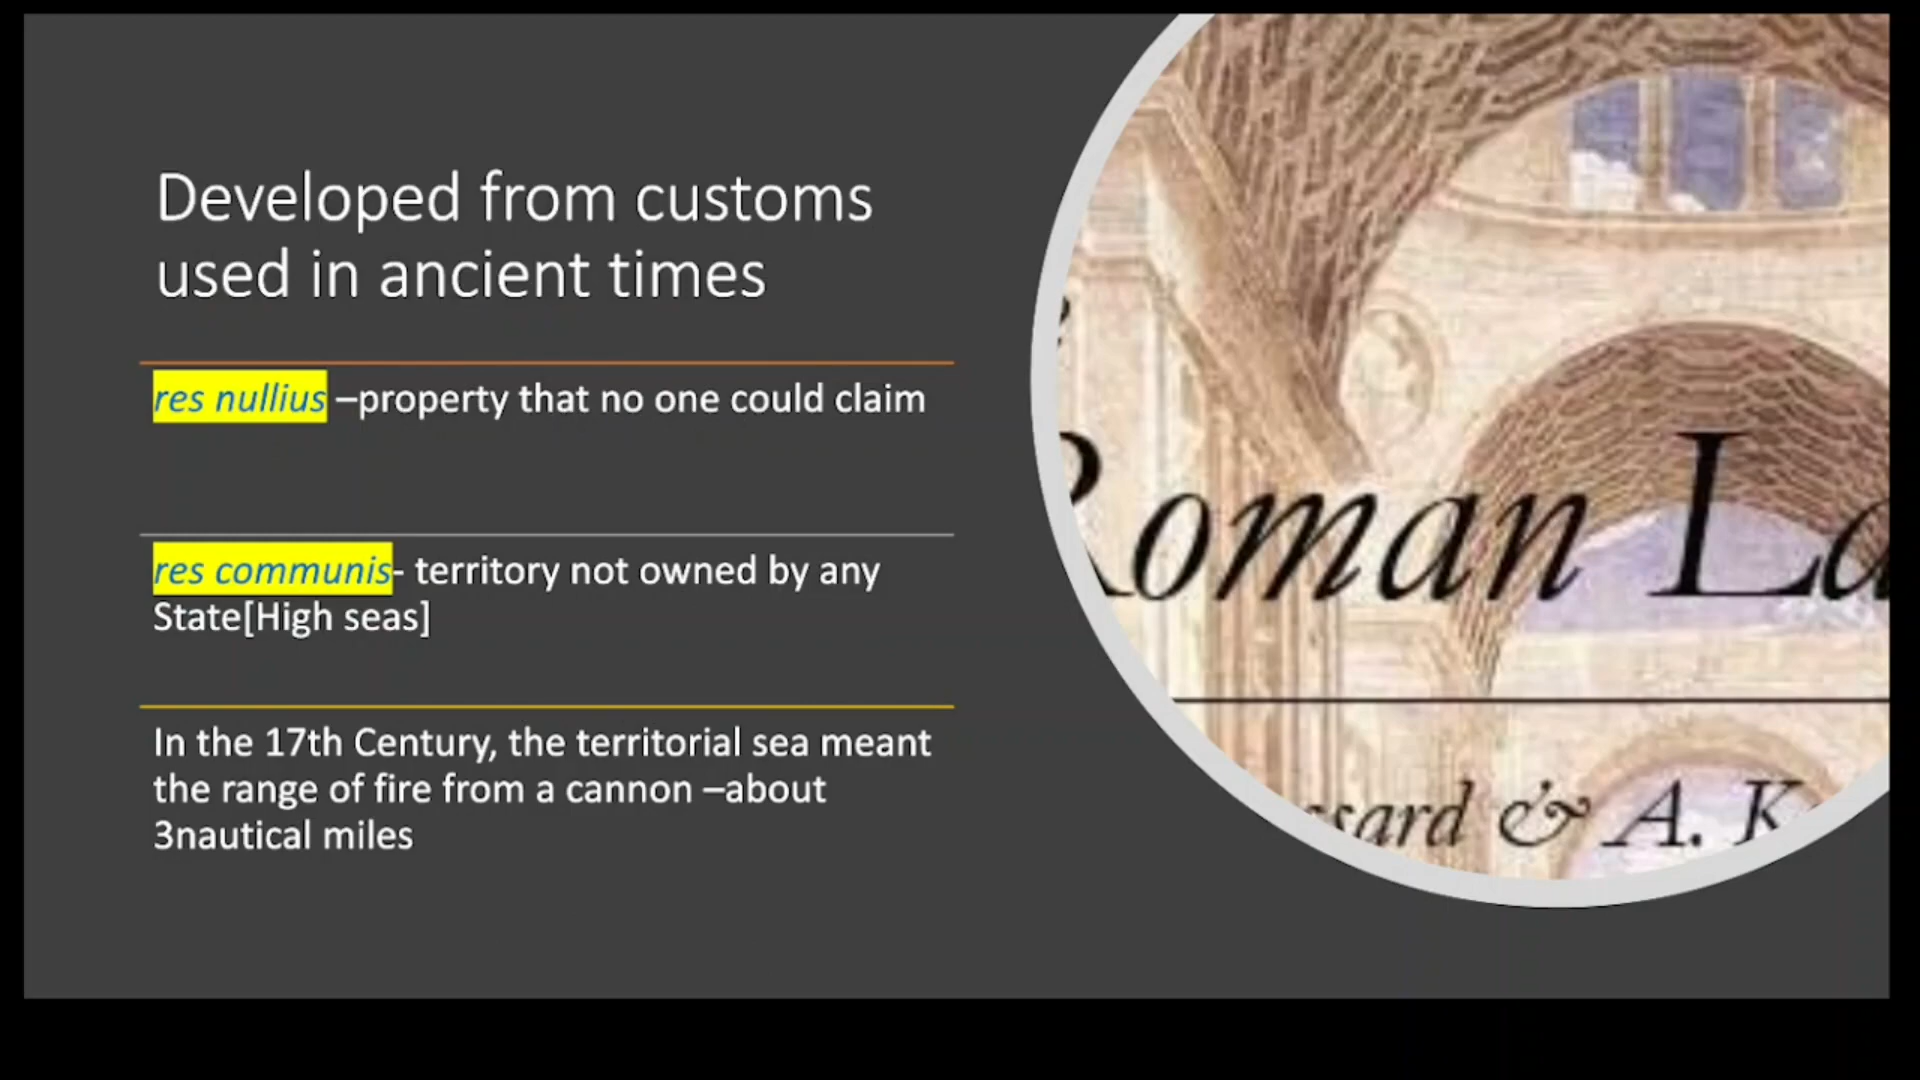 Developed from customs
used in ancient times
res nullius –property that no one could claim
res communis- territory not owned by any
State[High seas]
In the 17th Century, the territorial sea meant
the range of fire from a cannon –about
3nautical miles
Roman La
ssard & A. K